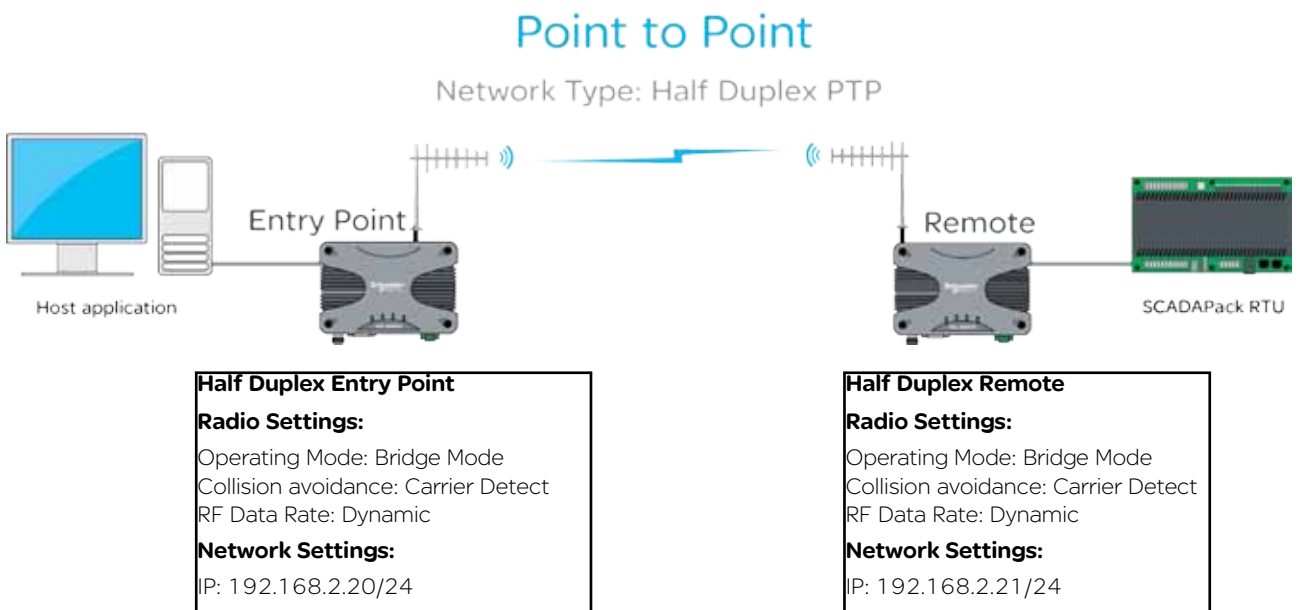 Point to Point
Network Type: Half Duplex PTP
Entry Point
Remote
Host application
SCADAPack RTU
Half Duplex Entry Point
Radio Settings:
Operating Mode: Bridge Mode
Collision avoidance: Carrier Detect
RF Data Rate: Dynamic
Network Settings:
IP: 192.168.2.20/24
Half Duplex Remote
Radio Settings:
Operating Mode: Bridge Mode
Collision avoidance: Carrier Detect
RF Data Rate: Dynamic
Network Settings:
IP: 192.168.2.21/24